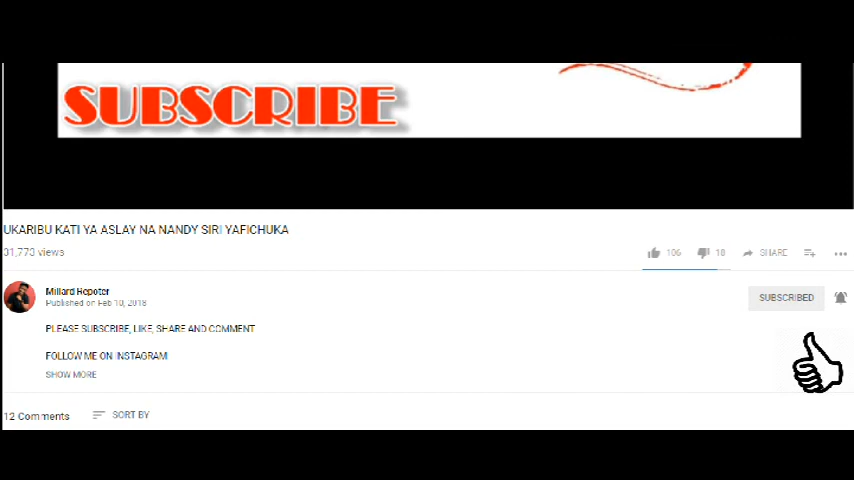 SUBSCRIBE
UKARIBU KATI YA ASLAY NA NANDY SIRI YAFICHUKA
31,773 views
106 18 SHARE
Millard Repoter
Published on Feb 10, 2018
SUBSCRIBED
PLEASE SUBSCRIBE, LIKE, SHARE AND COMMENT
FOLLOW ME ON INSTAGRAM
SHOW MORE
12 Comments SORT BY